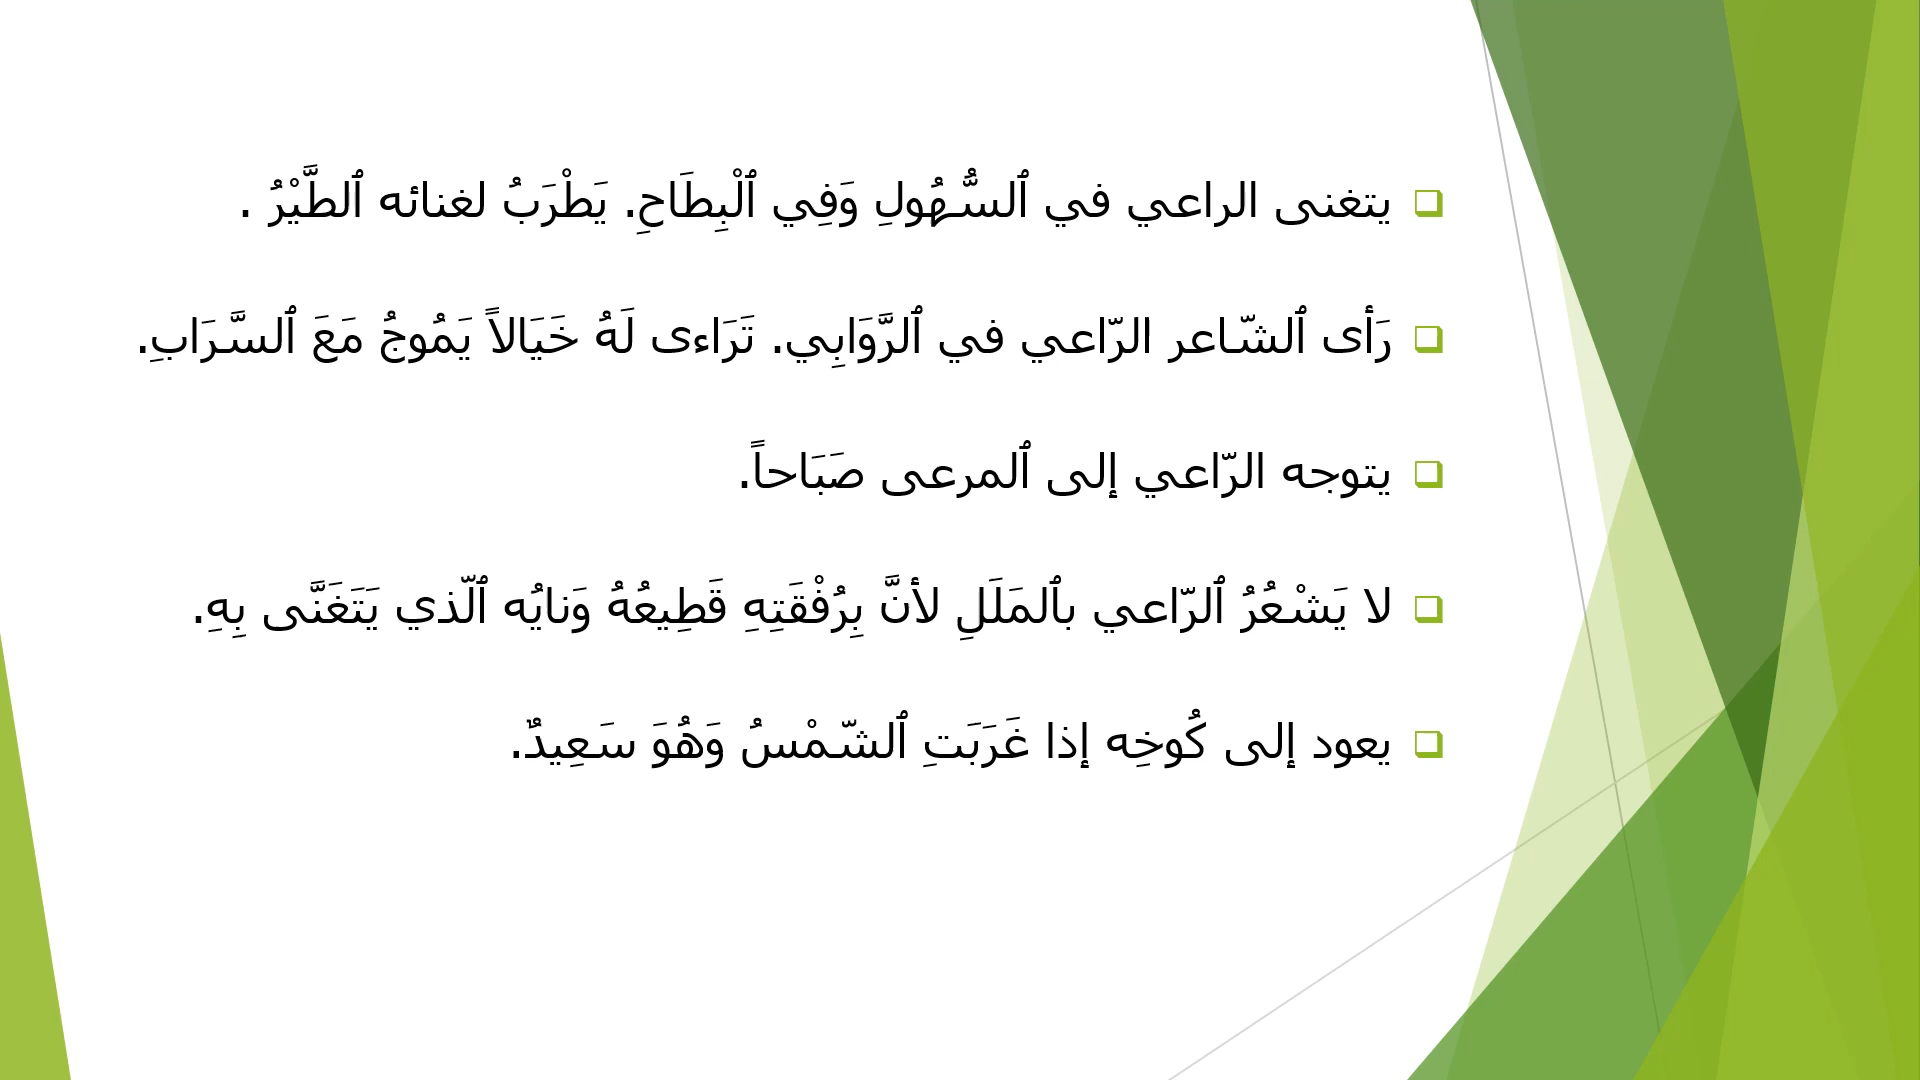 يتغنى الراعي في ٱلسُّهُولِ وَفِي ٱلْبِطَاحِ. يَطْرَبُ لغنائه ٱلطَّيْرُ .
رَأى ٱلشّاعر الرّاعي في ٱلرَّوَابِي. تَرَاءى لَهُ خَيَالاً يَمُوجُ مَعَ ٱلسَّرَابِ.
يتوجه الرّاعي إلى ٱلمرعى صَبَاحاً.
لا يَشْعُرُ ٱلرّاعي بٱلمَلَلِ لأنَّ بِرُفْقَتِهِ قَطِيعُهُ وَنايُه ٱلّذي يَتَغَنَّى بِهِ.
يعود إلى كُوخِه إذا غَرَبَتِ ٱلشّمْسُ وَهُوَ سَعِيدٌ.